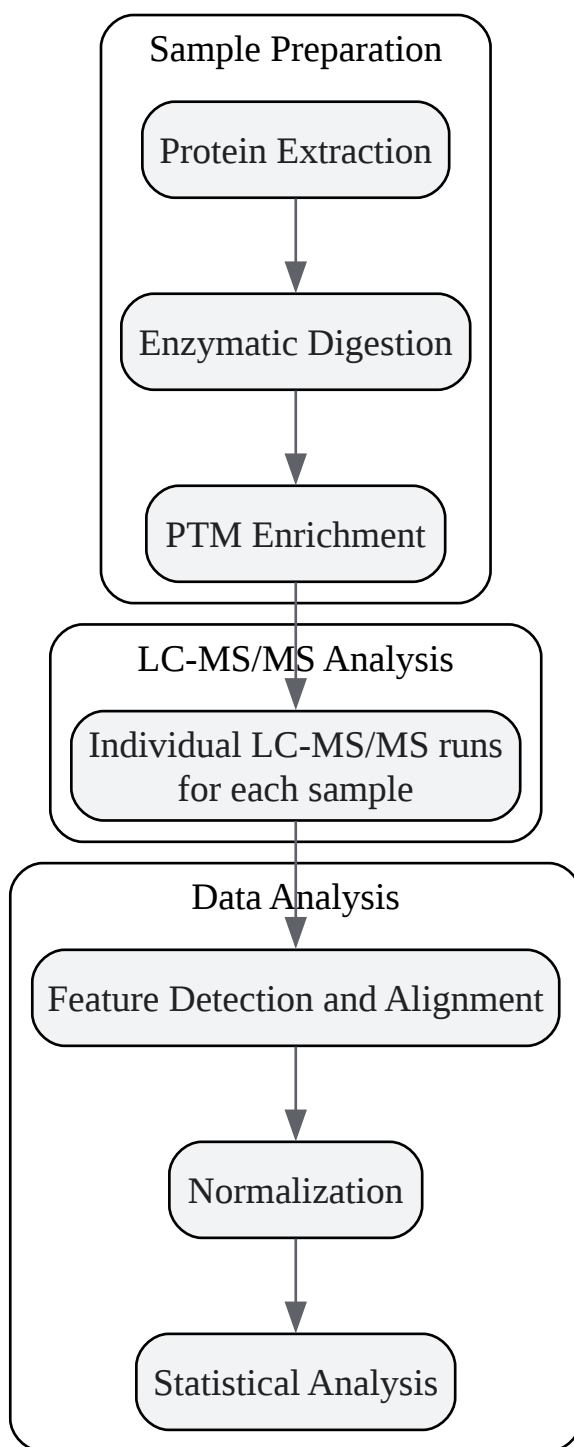 Sample Preparation
Protein Extraction
Enzymatic Digestion
PTM Enrichment
LC-MS/MS Analysis
Individual LC-MS/MS runs
for each sample
Data Analysis
Feature Detection and Alignment
Normalization
Statistical Analysis